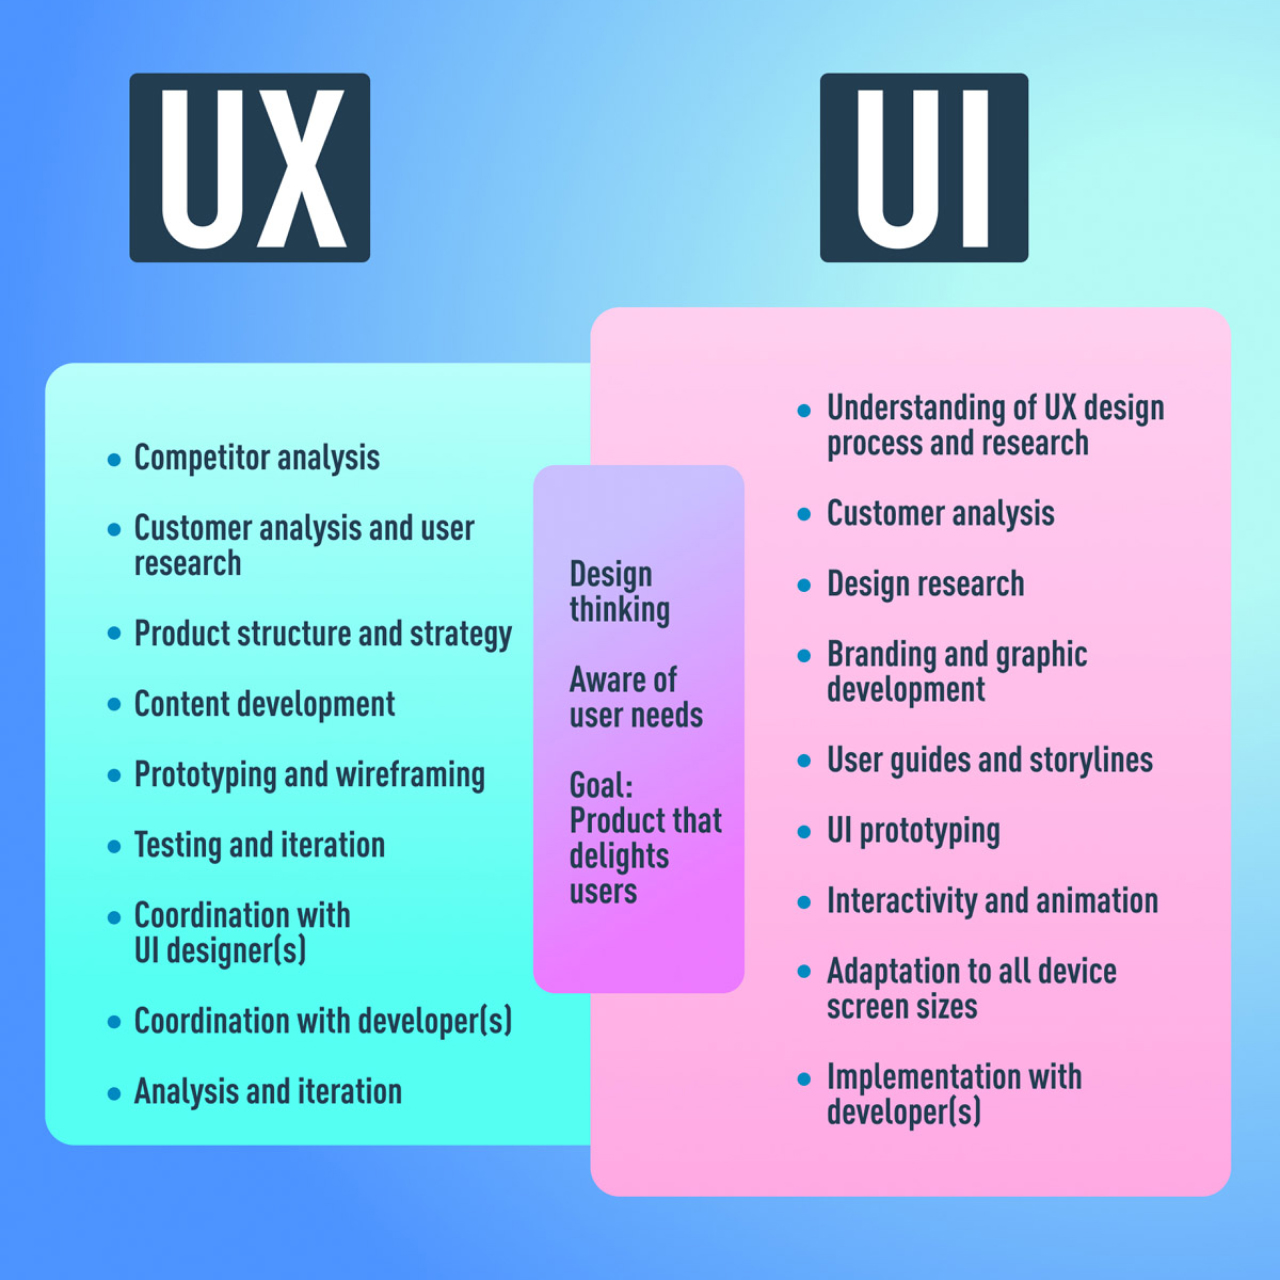 UX
UI
Competitor analysis
Customer analysis and user
research
Product structure and strategy
Content development
Prototyping and wireframing
Testing and iteration
Coordination with
UI designer(s)
Coordination with developer(s)
Analysis and iteration
Design
thinking
Aware of
user needs
Goal:
Product that
delights
users
Understanding of UX design
process and research
Customer analysis
Design research
Branding and graphic
development
User guides and storylines
UI prototyping
Interactivity and animation
Adaptation to all device
screen sizes
Implementation with
developer(s)